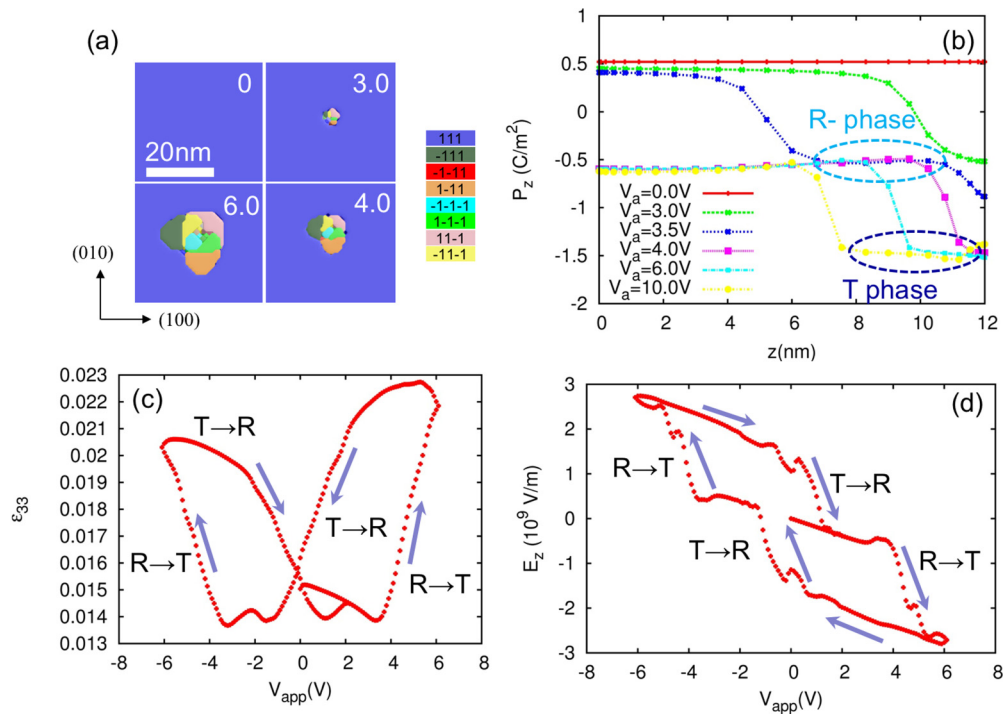 (a)
0
3.0
20nm
6.0
4.0
(010)
(100)
111
-111
-1-11
1-11
-1-1-1
1-1-1
11-1
-11-1
(b)
1
0.5
0
-0.5
-1
-1.5
-2
P_z (C/m²)
R- phase
V_a=0.0V
V_a=3.0V
V_a=3.5V
V_a=4.0V
V_a=6.0V
V_a=10.0V
T phase
0 2 4 6 8 10 12
z(nm)
(c)
0.023
0.022
0.021
0.02
0.019
0.018
0.017
0.016
0.015
0.014
0.013
ε₃₃
T→R
R→T
T→R
R→T
-8 -6 -4 -2 0 2 4 6 8
V_app(V)
(d)
3
2
1
0
-1
-2
-3
E_z (10⁹ V/m)
R→T
T→R
T→R
R→T
-8 -6 -4 -2 0 2 4 6 8
V_app(V)